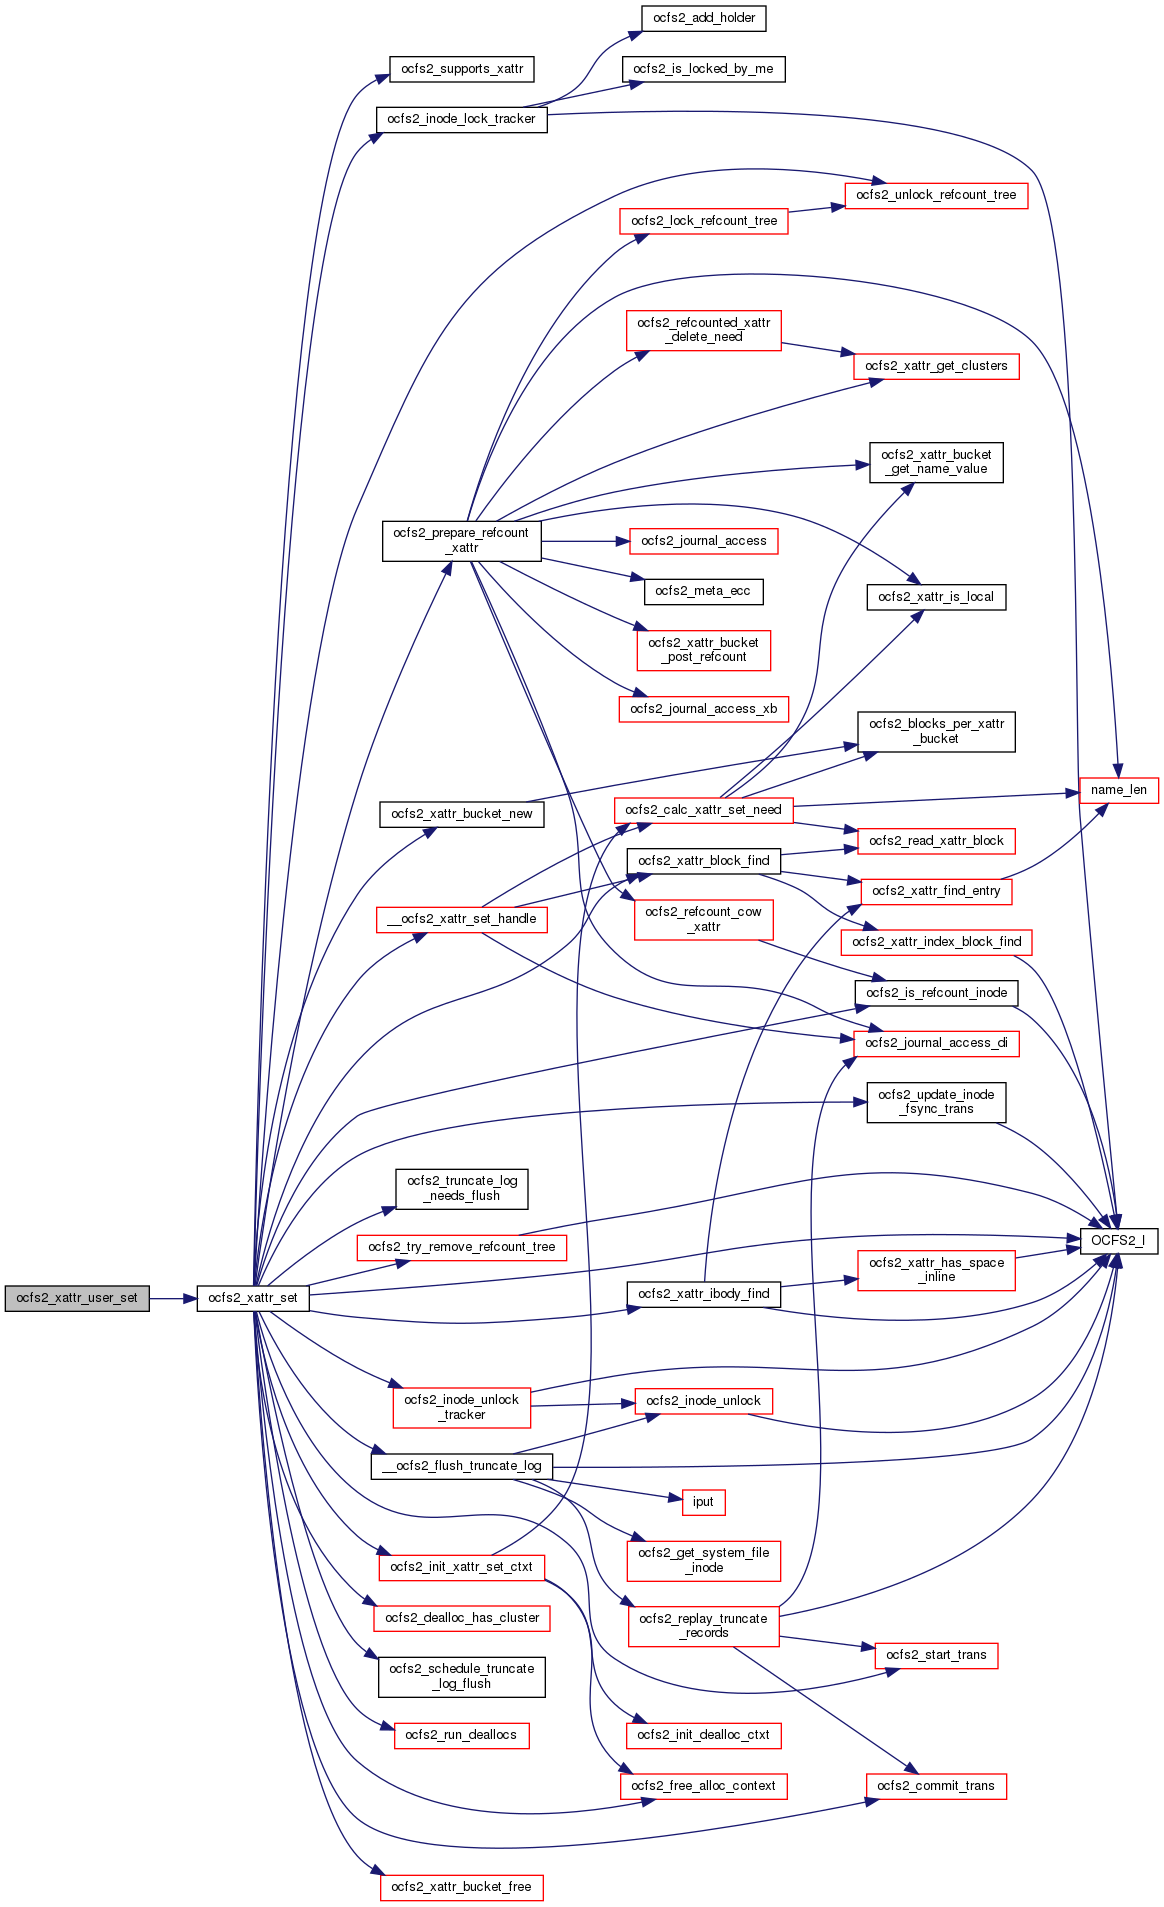 ocfs2_add_holder
ocfs2_supports_xattr
ocfs2_is_locked_by_me
ocfs2_inode_lock_tracker
ocfs2_unlock_refcount_tree
ocfs2_lock_refcount_tree
ocfs2_refcounted_xattr
_delete_need
ocfs2_xattr_get_clusters
ocfs2_xattr_bucket
_get_name_value
ocfs2_prepare_refcount
_xattr
ocfs2_journal_access
ocfs2_meta_ecc
ocfs2_xattr_is_local
ocfs2_xattr_bucket
_post_refcount
ocfs2_journal_access_xb
ocfs2_blocks_per_xattr
_bucket
name_len
ocfs2_xattr_bucket_new
ocfs2_calc_xattr_set_need
ocfs2_read_xattr_block
ocfs2_xattr_block_find
ocfs2_xattr_find_entry
__ocfs2_xattr_set_handle
ocfs2_refcount_cow
_xattr
ocfs2_xattr_index_block_find
ocfs2_is_refcount_inode
ocfs2_journal_access_di
ocfs2_update_inode
_fsync_trans
ocfs2_truncate_log
_needs_flush
ocfs2_try_remove_refcount_tree
OCFS2_I
ocfs2_xattr_has_space
_inline
ocfs2_xattr_user_set
ocfs2_xattr_set
ocfs2_xattr_ibody_find
ocfs2_inode_unlock
_tracker
ocfs2_inode_unlock
__ocfs2_flush_truncate_log
iput
ocfs2_get_system_file
_inode
ocfs2_init_xattr_set_ctxt
ocfs2_dealloc_has_cluster
ocfs2_replay_truncate
_records
ocfs2_start_trans
ocfs2_schedule_truncate
_log_flush
ocfs2_run_deallocs
ocfs2_init_dealloc_ctxt
ocfs2_free_alloc_context
ocfs2_commit_trans
ocfs2_xattr_bucket_free